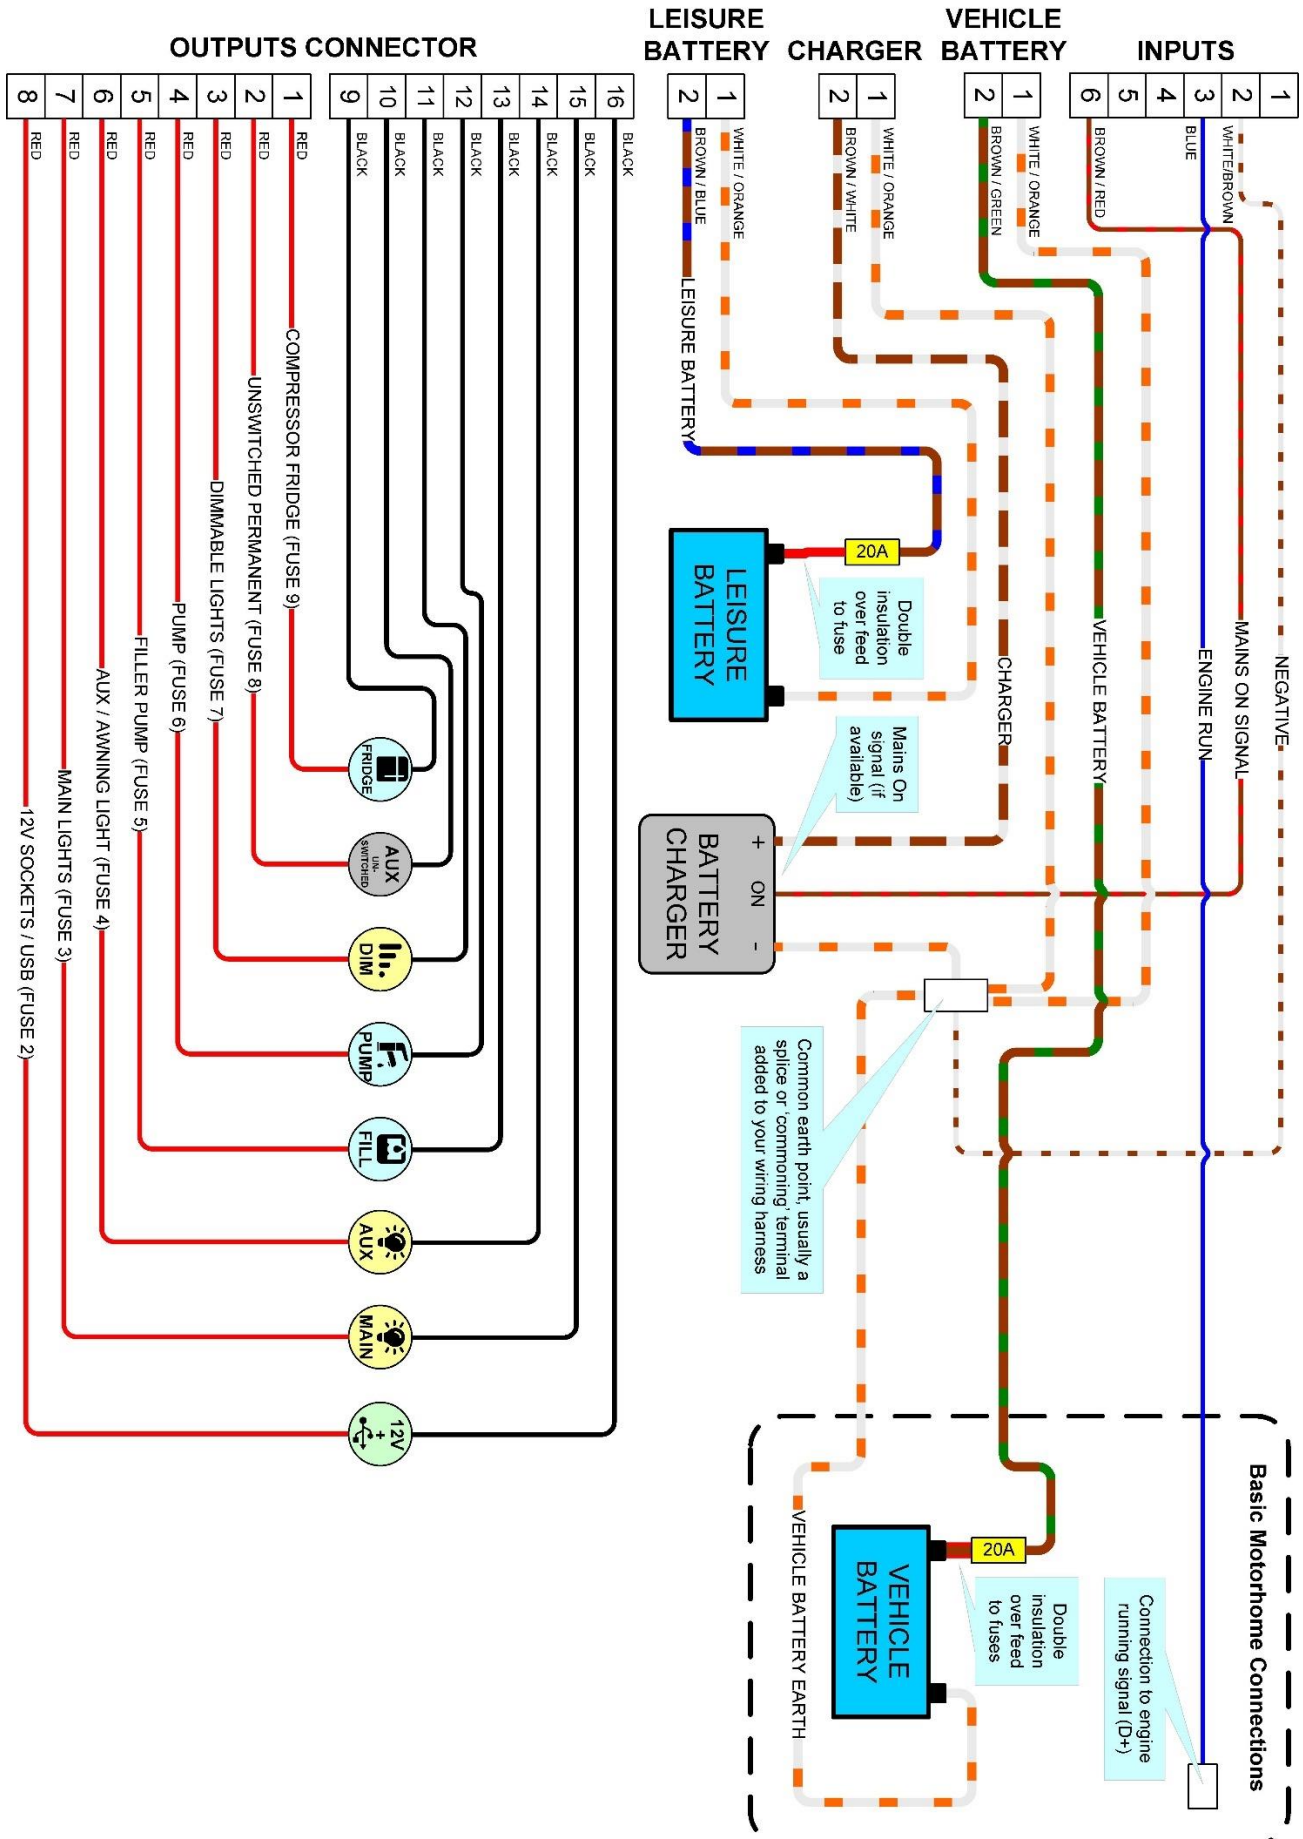 OUTPUTS CONNECTOR
LEISURE
BATTERY
CHARGER
VEHICLE
BATTERY
INPUTS
8
7
6
5
4
3
2
1
9
10
11
12
13
14
15
16
2
1
2
1
2
1
6
5
4
3
2
1
RED
RED
RED
RED
RED
RED
RED
RED
BLACK
BLACK
BLACK
BLACK
BLACK
BLACK
BLACK
BLACK
BROWN / BLUE
WHITE / ORANGE
BROWN / WHITE
WHITE / ORANGE
BROWN / GREEN
WHITE / ORANGE
BROWN / RED
BLUE
WHITE/BROWN
COMPRESSOR FRIDGE (FUSE 9)
UNSWITCHED PERMANENT (FUSE 8)
DIMMABLE LIGHTS (FUSE 7)
PUMP (FUSE 6)
FILLER PUMP (FUSE 5)
AUX / AWNING LIGHT (FUSE 4)
MAIN LIGHTS (FUSE 3)
12V SOCKETS / USB (FUSE 2)
FRIDGE
AUX
UN-
SWITCHED
DIM
PUMP
FILL
AUX
MAIN
12V
+
LEISURE BATTERY
20A
LEISURE
BATTERY
Double
insulation
over feed
to fuse
CHARGER
VEHICLE BATTERY
MAINS ON SIGNAL
ENGINE RUN
NEGATIVE
Mains On
signal (if
available)
+
ON
-
BATTERY
CHARGER
Common earth point, usually a
splice or 'commoning' terminal
added to your wiring harness
Basic Motorhome Connections
20A
VEHICLE
BATTERY
Double
insulation
over feed
to fuses
Connection to engine
running signal (D+)
VEHICLE BATTERY EARTH